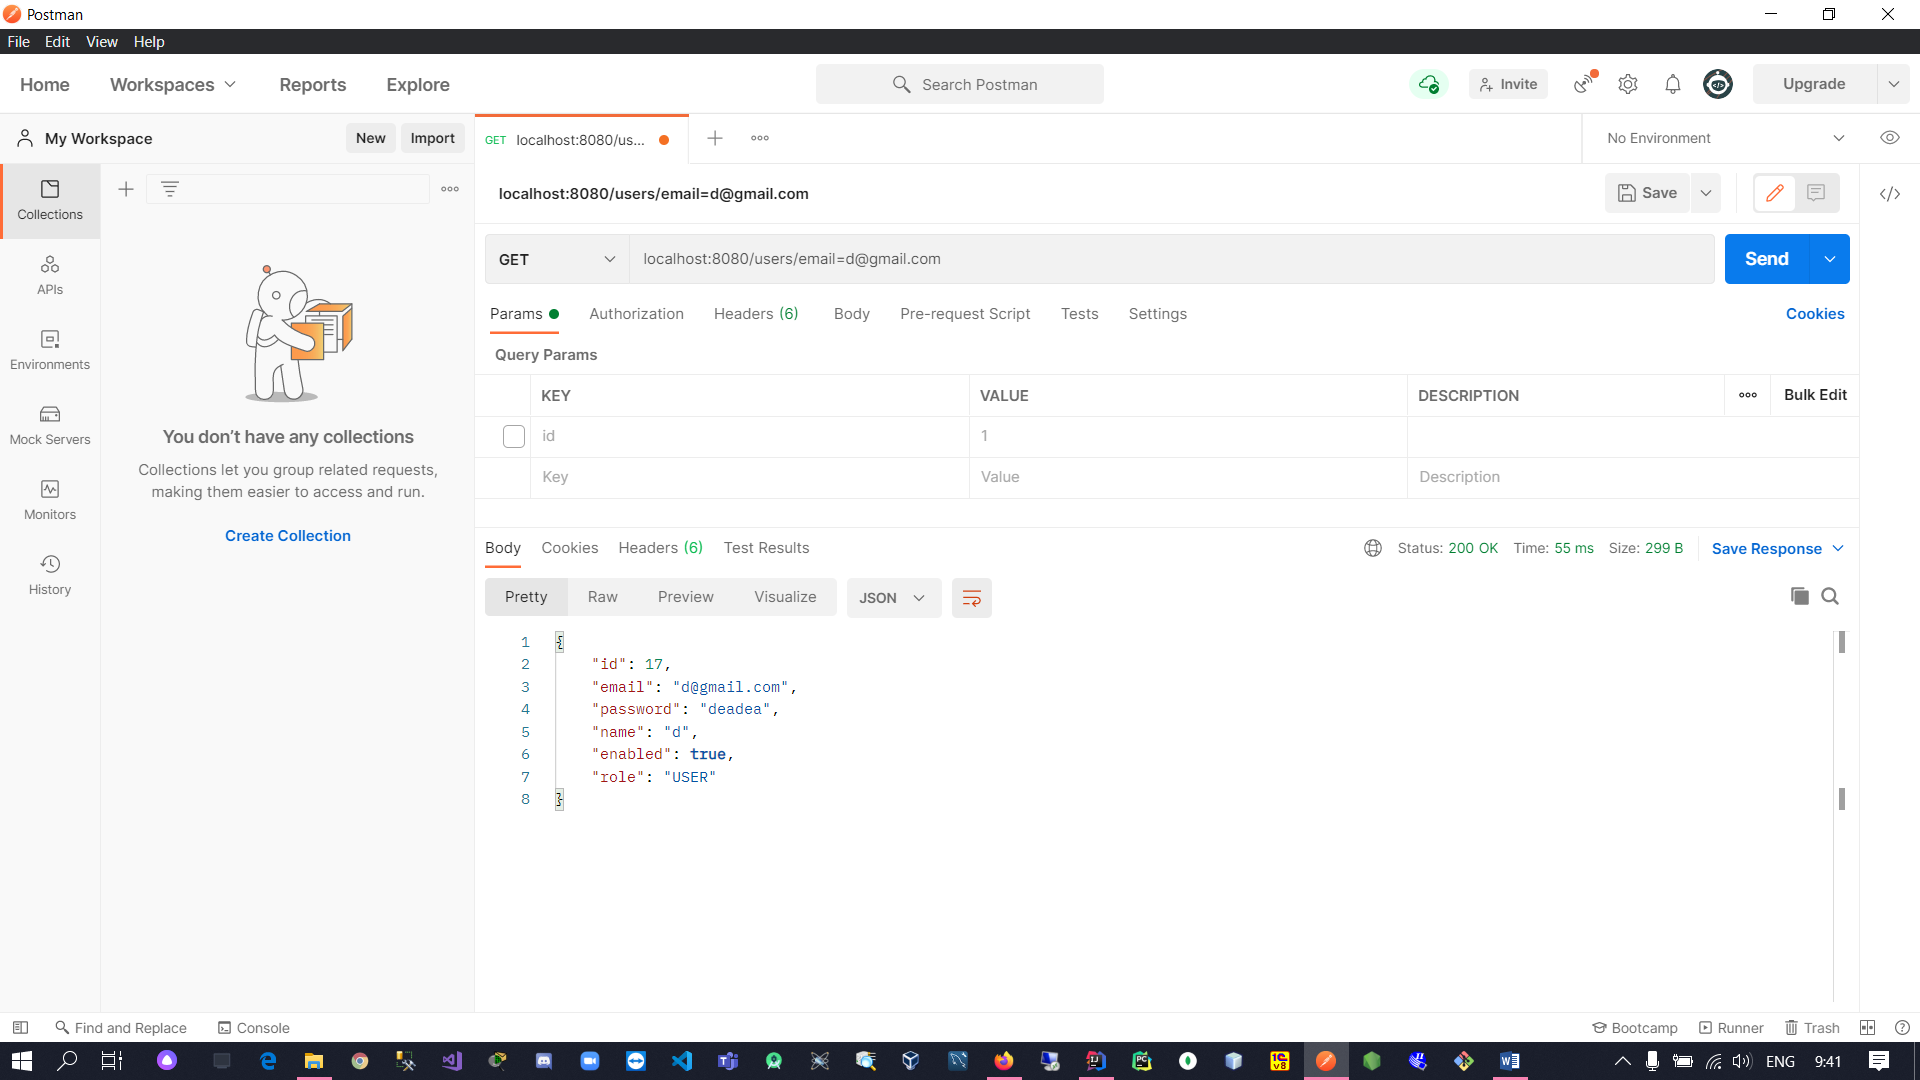 Postman
File Edit View Help
Home Workspaces Reports Explore Search Postman Invite Upgrade
My Workspace New Import GET localhost:8080/us... No Environment
Collections
APIs
Environments
Mock Servers
Monitors
History
You don't have any collections
Collections let you group related requests,
making them easier to access and run.
Create Collection
localhost:8080/users/email=d@gmail.com Save
GET localhost:8080/users/email=d@gmail.com Send
Params Authorization Headers (6) Body Pre-request Script Tests Settings Cookies
Query Params
KEY VALUE DESCRIPTION Bulk Edit
id 1
Key Value Description
Body Cookies Headers (6) Test Results Status: 200 OK Time: 55 ms Size: 299 B Save Response
Pretty Raw Preview Visualize JSON
1 {
2 "id": 17,
3 "email": "d@gmail.com",
4 "password": "deadea",
5 "name": "d",
6 "enabled": true,
7 "role": "USER"
8 }
Find and Replace Console Bootcamp Runner Trash
ENG 9:41